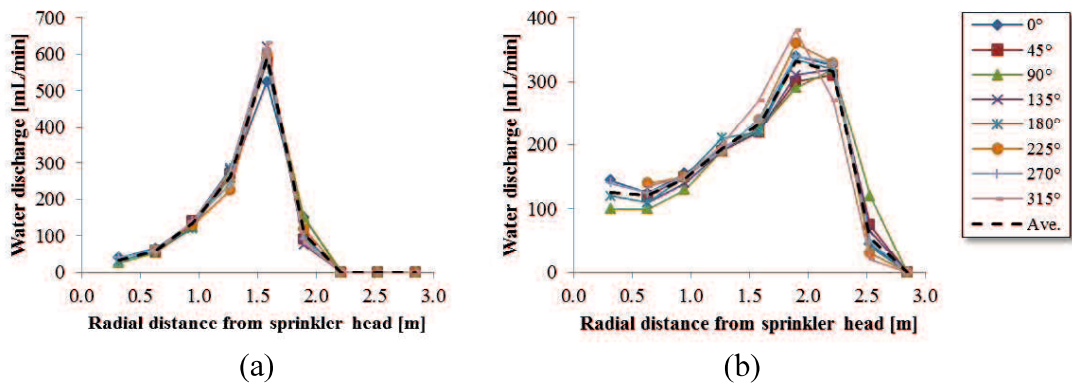 700
600
500
400
300
200
100
0
Water discharge [mL/min]
0.0 0.5 1.0 1.5 2.0 2.5 3.0
Radial distance from sprinkler head [m]
(a)
400
300
200
100
0
Water discharge [mL/min]
0.0 0.5 1.0 1.5 2.0 2.5 3.0
Radial distance from sprinkler head [m]
(b)
0°
45°
90°
135°
180°
225°
270°
315°
Ave.